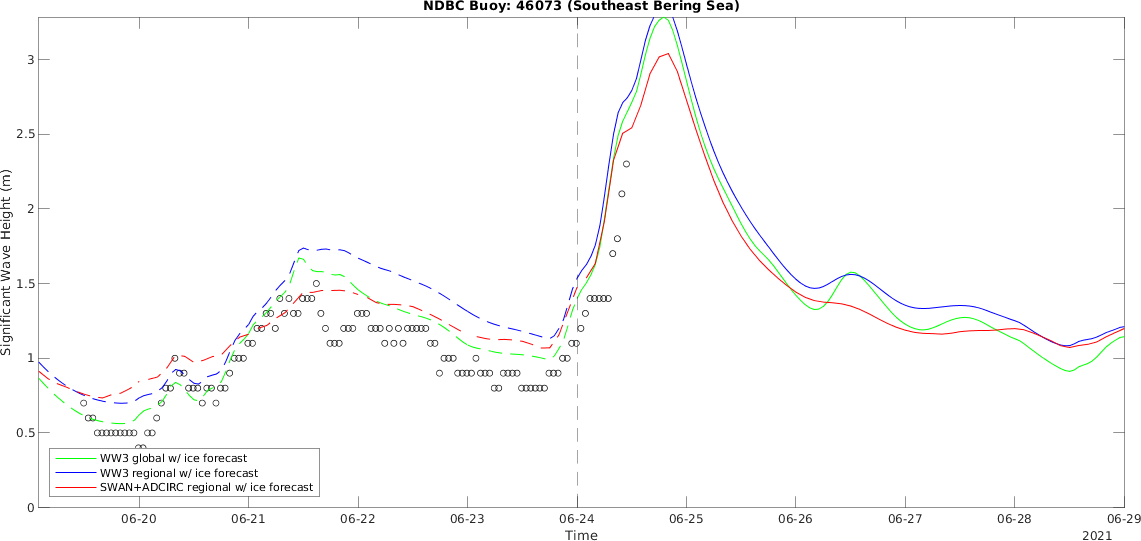 NDBC Buoy: 46073 (Southeast Bering Sea)
Significant Wave Height (m)
3
2.5
2
1.5
1
0.5
0
WW3 global w/ ice forecast
WW3 regional w/ ice forecast
SWAN+ADCIRC regional w/ ice forecast
06-20 06-21 06-22 06-23 06-24 06-25 06-26 06-27 06-28 06-29
Time
2021